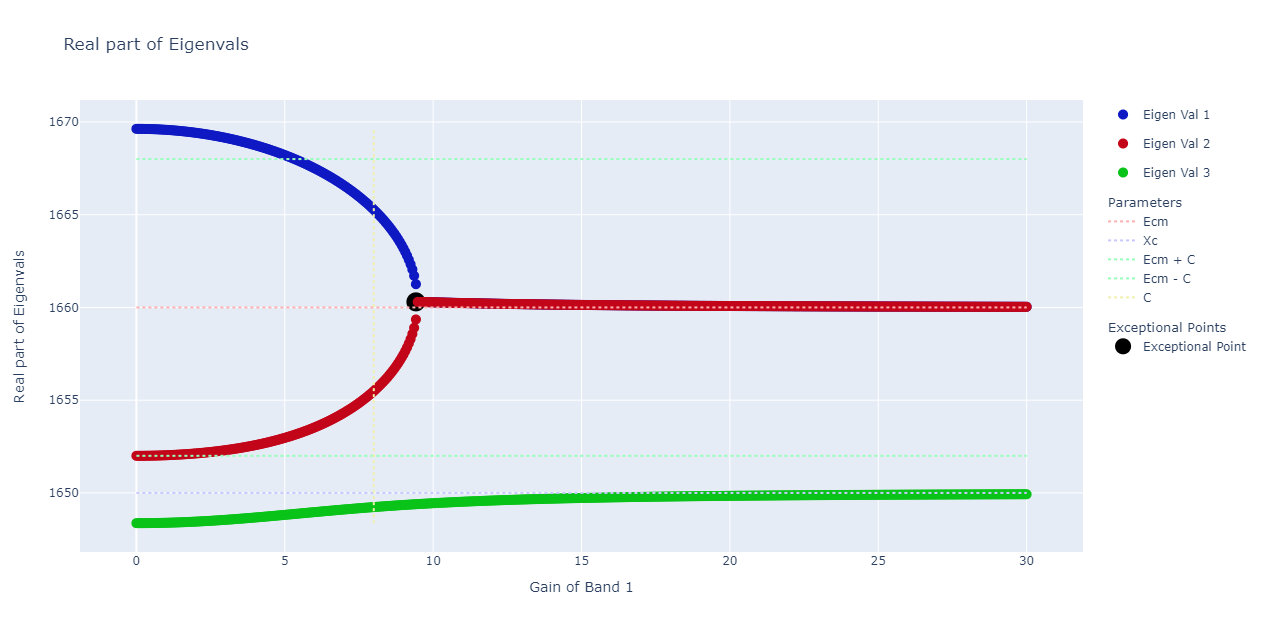 Real part of Eigenvals
Real part of Eigenvals
1670
1665
1660
1655
1650
0 5 10 15 20 25 30
Gain of Band 1
Eigen Val 1
Eigen Val 2
Eigen Val 3
Parameters
Ecm
Xc
Ecm + C
Ecm - C
C
Exceptional Points
Exceptional Point